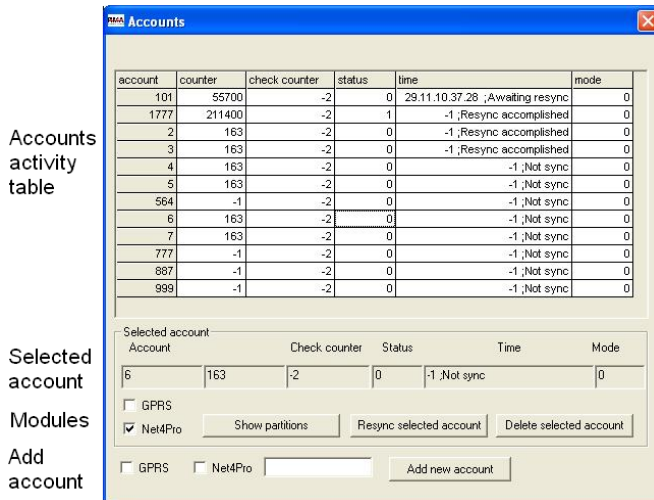 PIMA Accounts
account counter check counter status time mode
101 55700 -2 0 29.11.10.37.28 ;Awaiting resync 0
1777 211400 -2 1 -1 ;Resync accomplished 0
2 163 -2 0 -1 ;Resync accomplished 0
3 163 -2 0 -1 ;Resync accomplished 0
4 163 -2 0 -1 ;Not sync 0
5 163 -2 0 -1 ;Not sync 0
564 -1 -2 0 -1 ;Not sync 0
6 163 -2 0 -1 ;Not sync 0
7 163 -2 0 -1 ;Not sync 0
777 -1 -2 0 -1 ;Not sync 0
887 -1 -2 0 -1 ;Not sync 0
999 -1 -2 0 -1 ;Not sync 0
Accounts
activity
table
Selected account
Account Check counter Status Time Mode
6 163 -2 0 -1 ;Not sync 0
Selected
account
GPRS
Modules
Net4Pro Show partitions Resync selected account Delete selected account
Add
account
GPRS Net4Pro Add new account